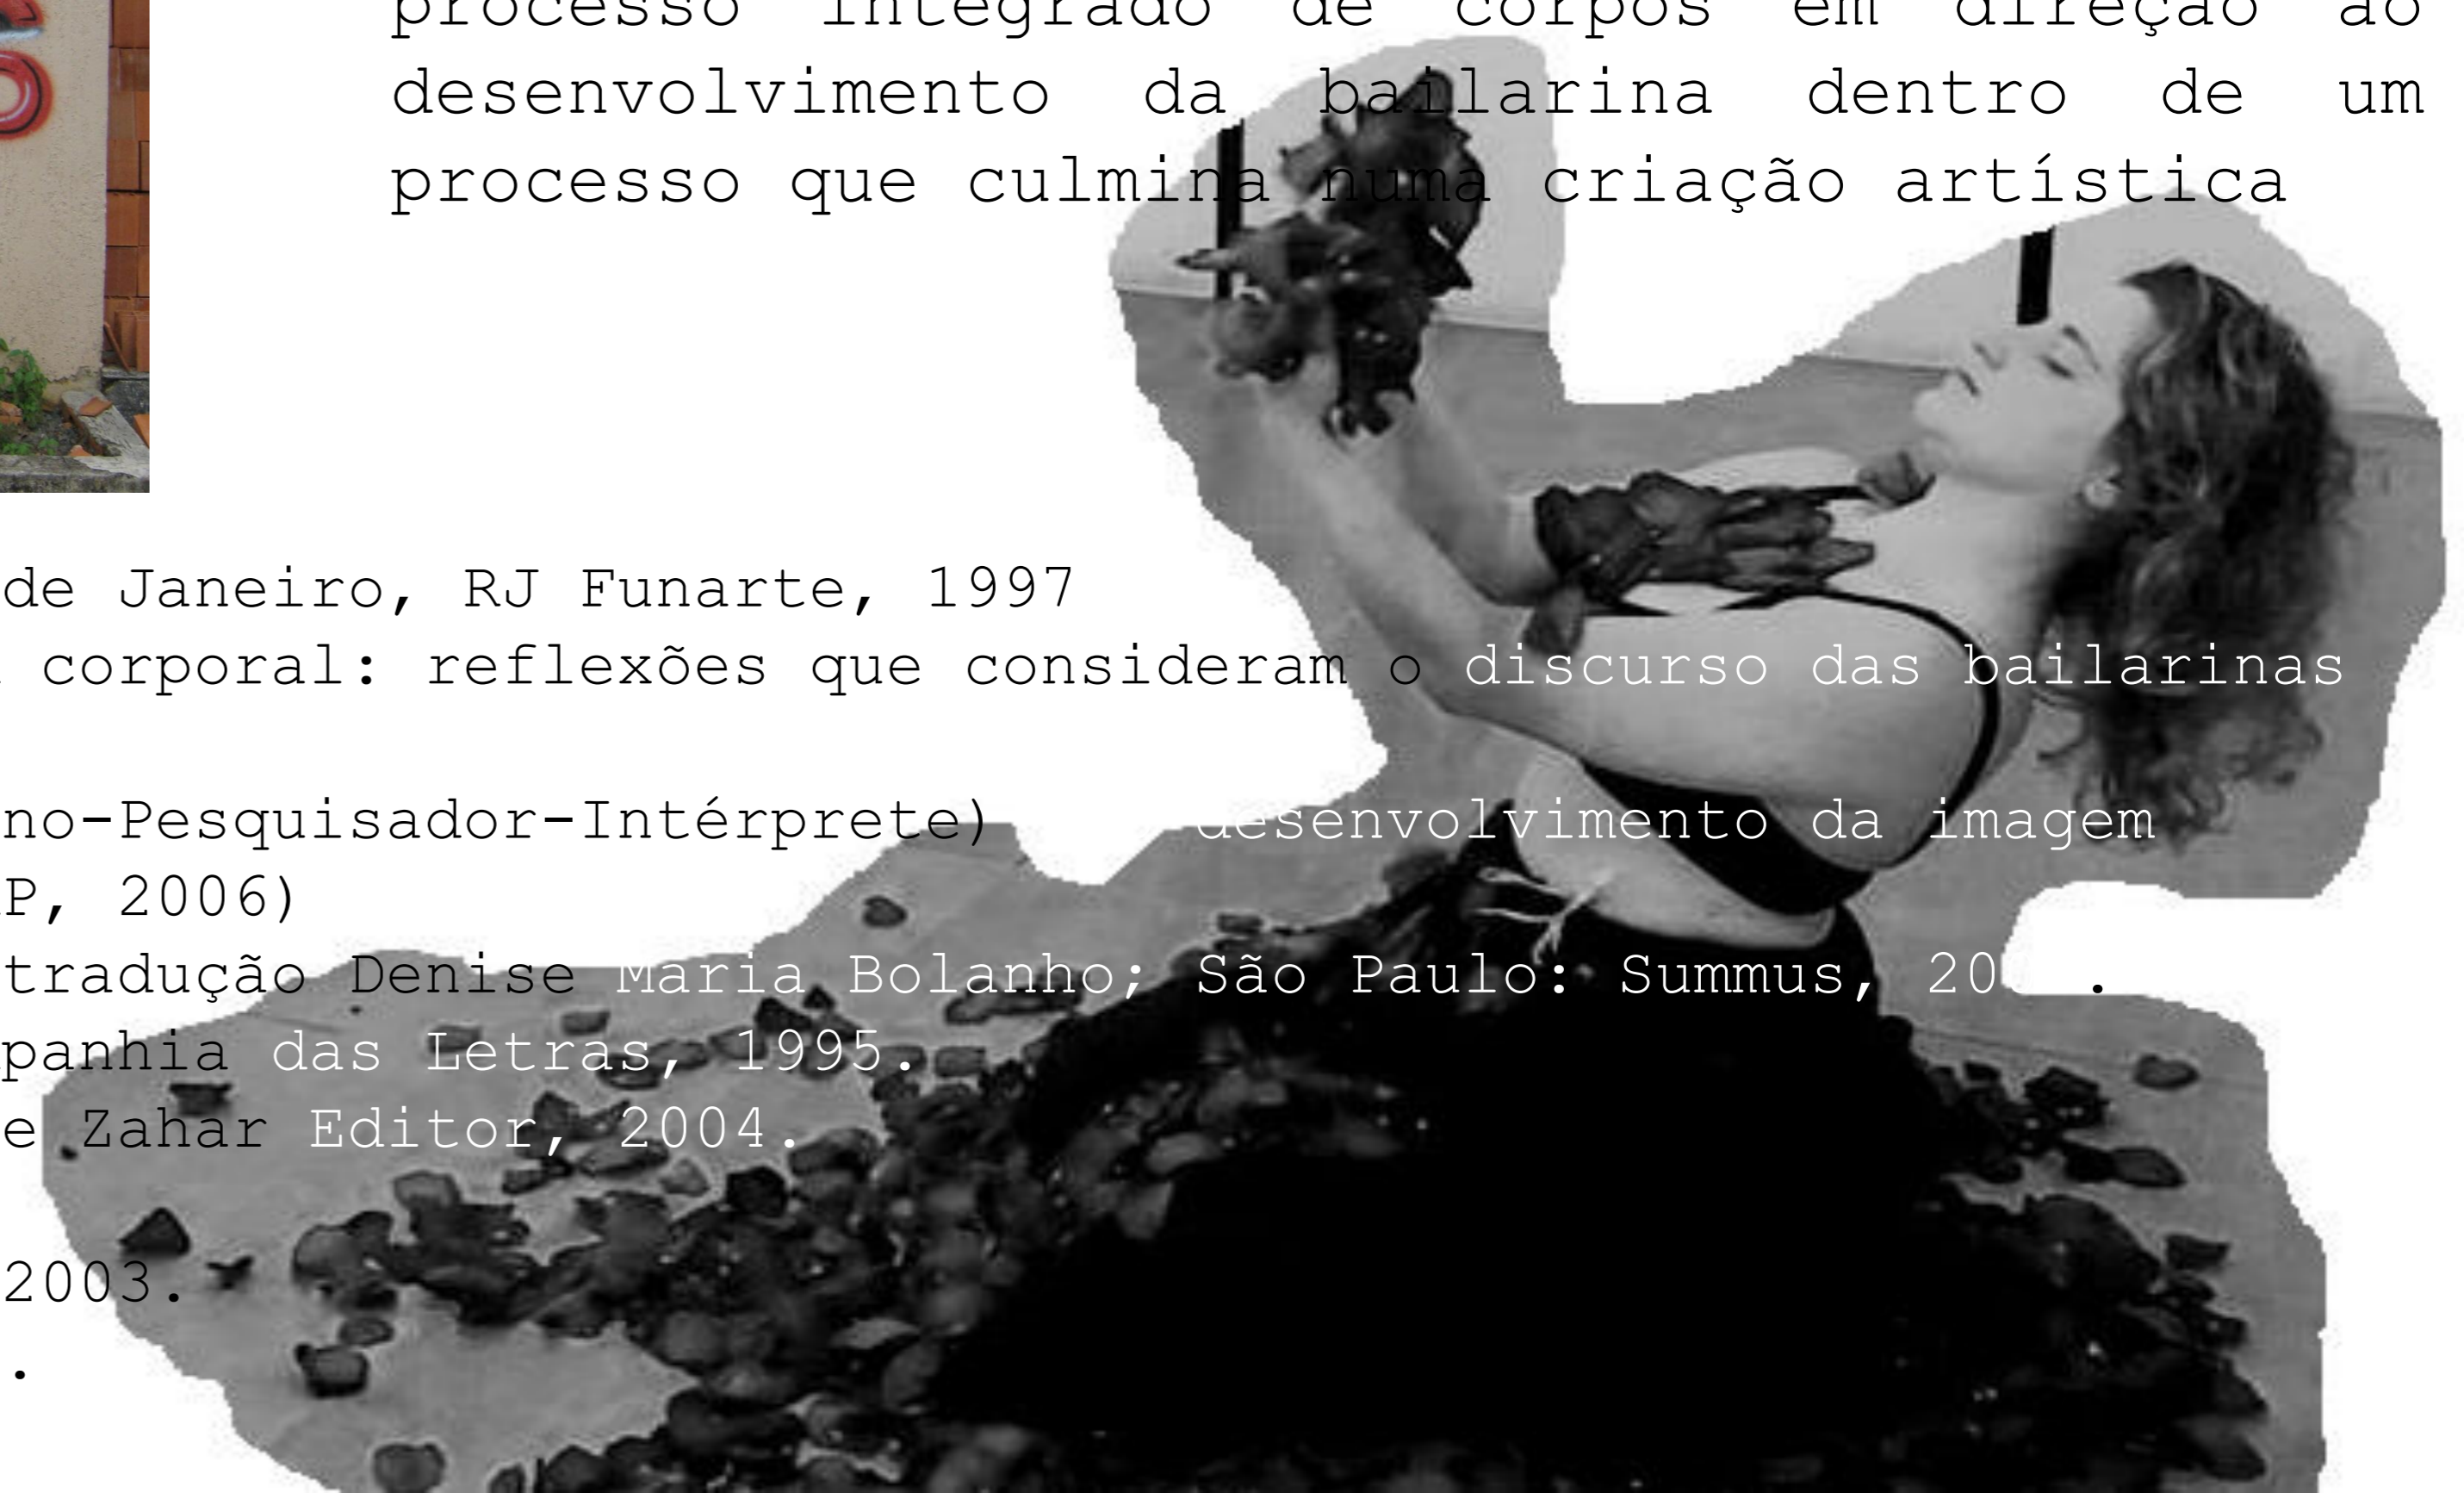 processo integrado de corpos em direção ao
desenvolvimento da bailarina dentro de um
processo que culmina numa criação artística
de Janeiro, RJ Funarte, 1997
corporal: reflexões que consideram o discurso das bailarinas
no-Pesquisador-Intérprete) desenvolvimento da imagem
P, 2006)
tradução Denise Maria Bolanho; São Paulo: Summus, 20 .
panhia das Letras, 1995.
e Zahar Editor, 2004.
2003.
.